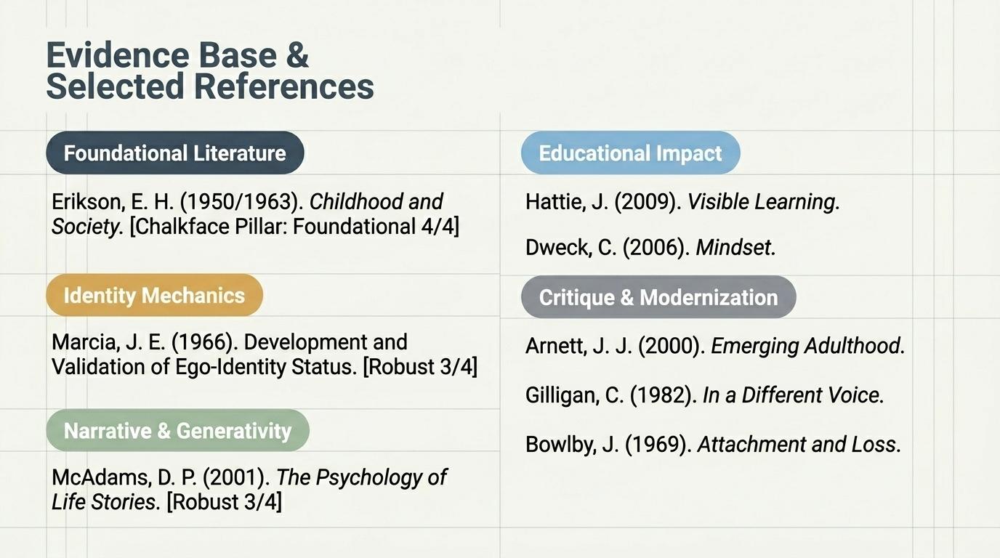 Evidence Base &
Selected References
Foundational Literature
Erikson, E. H. (1950/1963). Childhood and
Society. [Chalkface Pillar: Foundational 4/4]
Identity Mechanics
Marcia, J. E. (1966). Development and
Validation of Ego-Identity Status. [Robust 3/4]
Narrative & Generativity
McAdams, D. P. (2001). The Psychology of
Life Stories. [Robust 3/4]
Educational Impact
Hattie, J. (2009). Visible Learning.
Dweck, C. (2006). Mindset.
Critique & Modernization
Arnett, J. J. (2000). Emerging Adulthood.
Gilligan, C. (1982). In a Different Voice.
Bowlby, J. (1969). Attachment and Loss.